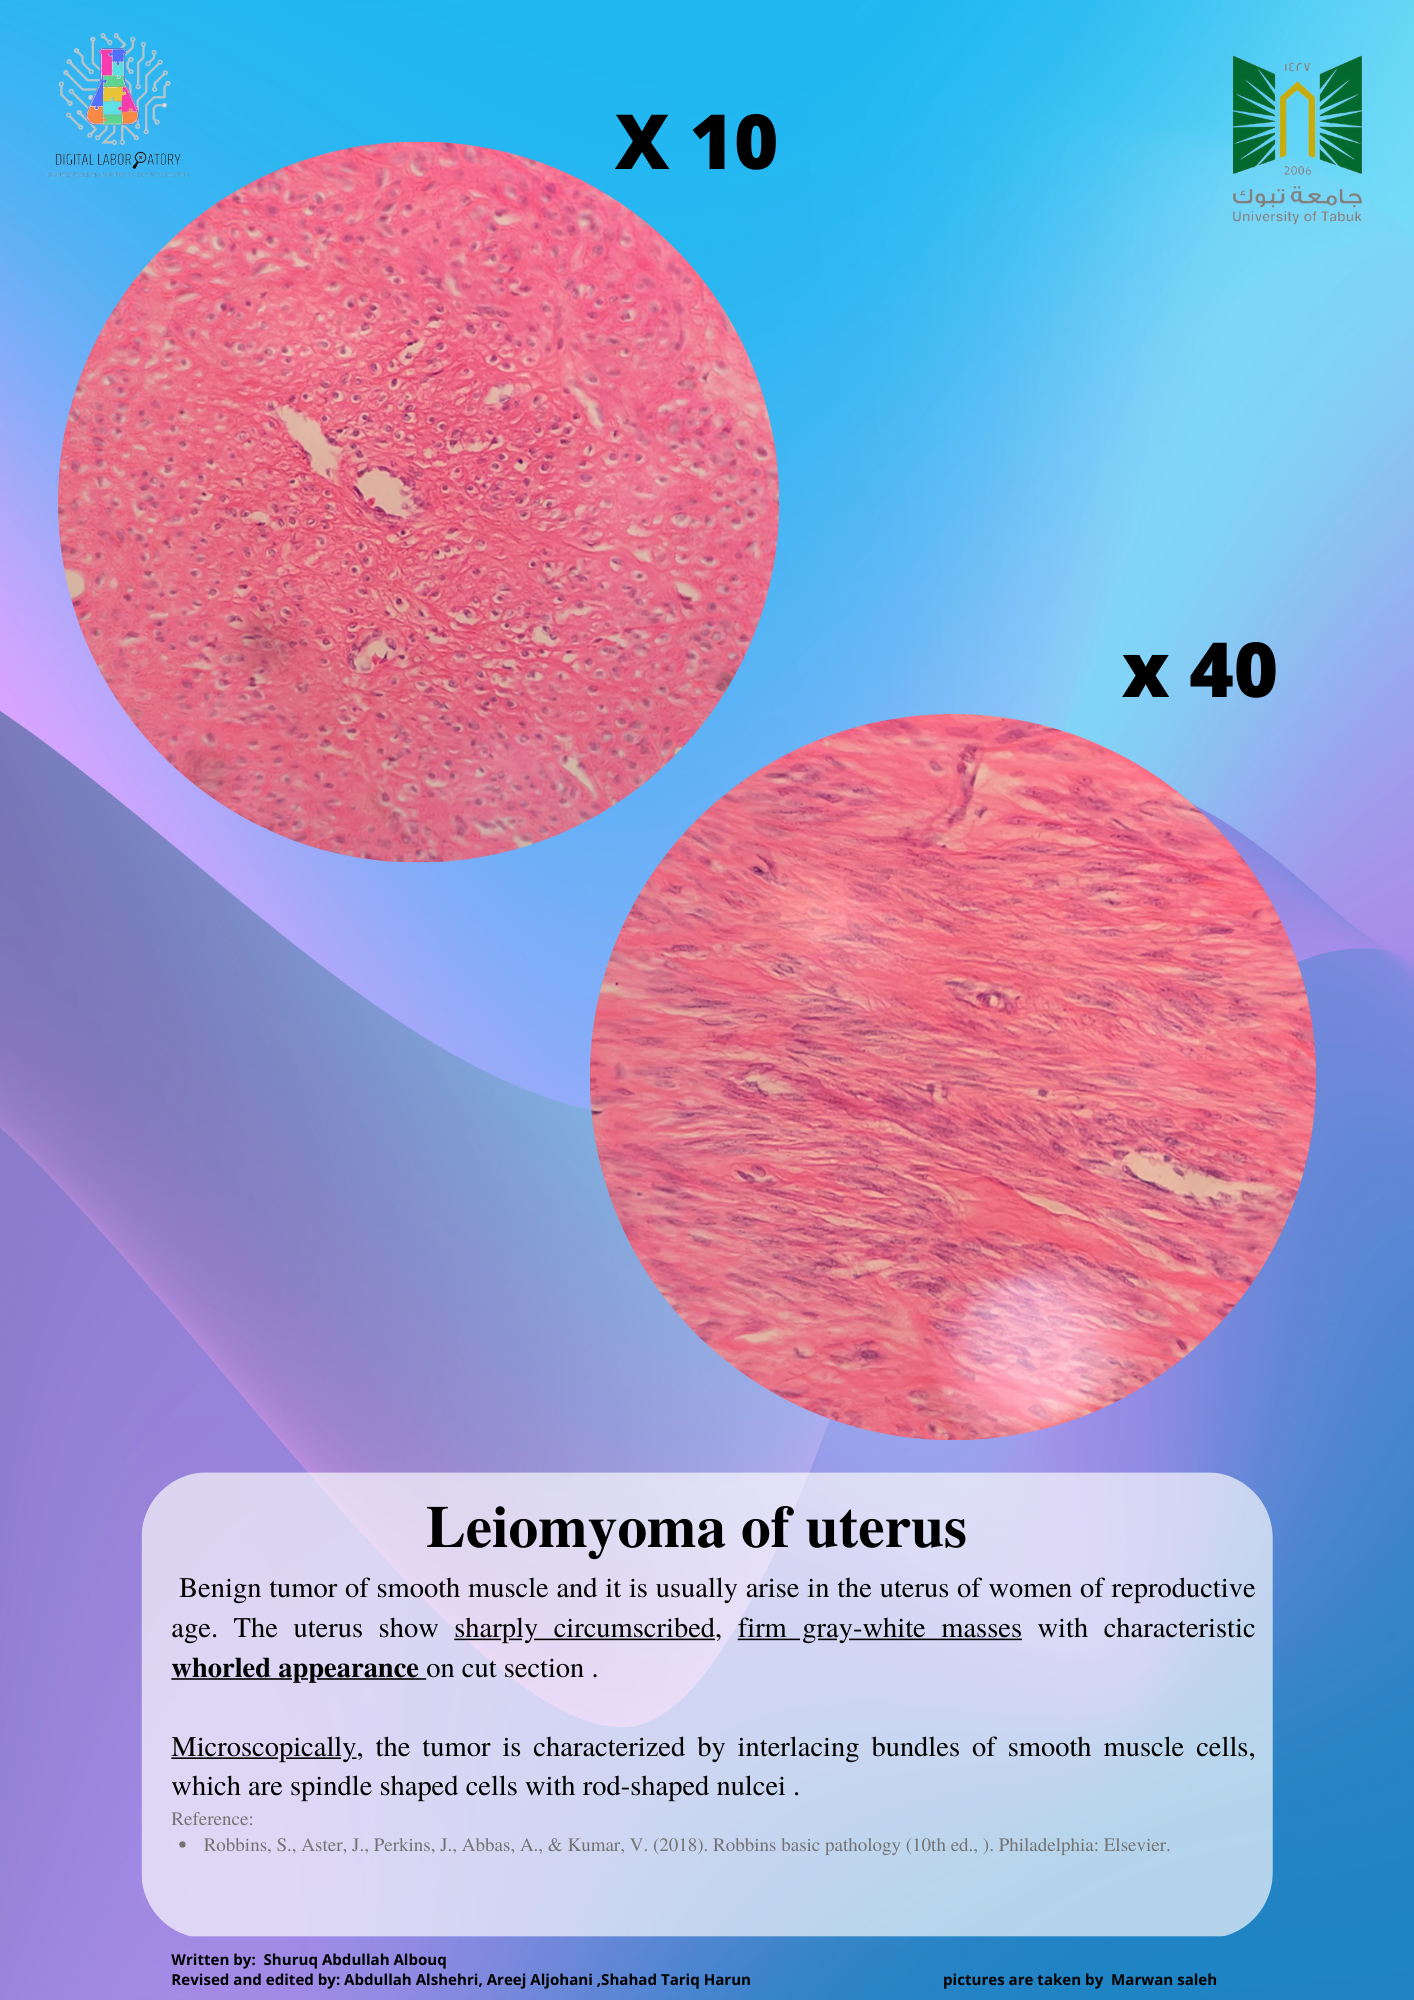 DIGITAL LABORATORY
X 10
١٤٢٧
2006
جامعة تبوك
University of Tabuk
x 40
Leiomyoma of uterus
Benign tumor of smooth muscle and it is usually arise in the uterus of women of reproductive
age. The uterus show sharply circumscribed, firm gray-white masses with characteristic
whorled appearance on cut section .
Microscopically, the tumor is characterized by interlacing bundles of smooth muscle cells,
which are spindle shaped cells with rod-shaped nulcei .
Reference:
• Robbins, S., Aster, J., Perkins, J., Abbas, A., & Kumar, V. (2018). Robbins basic pathology (10th ed., ). Philadelphia: Elsevier.
Written by: Shuruq Abdullah Albouq
Revised and edited by: Abdullah Alshehri, Areej Aljohani ,Shahad Tariq Harun
pictures are taken by Marwan saleh